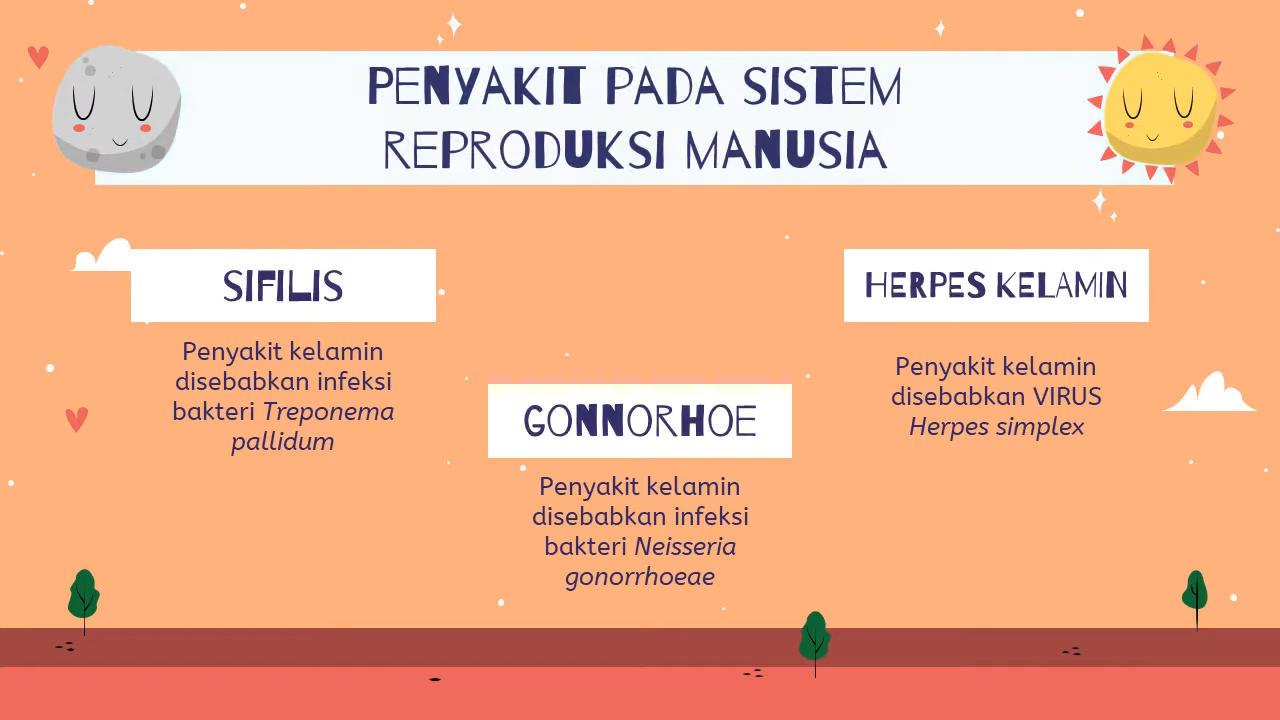 PENYAKIT PADA SISTEM
REPRODUKSI MANUSIA
SIFILIS
Penyakit kelamin
disebabkan infeksi
bakteri Treponema
pallidum
GONNORHOE
Penyakit kelamin
disebabkan infeksi
bakteri Neisseria
gonorrhoeae
HERPES KELAMIN
Penyakit kelamin
disebabkan VIRUS
Herpes simplex